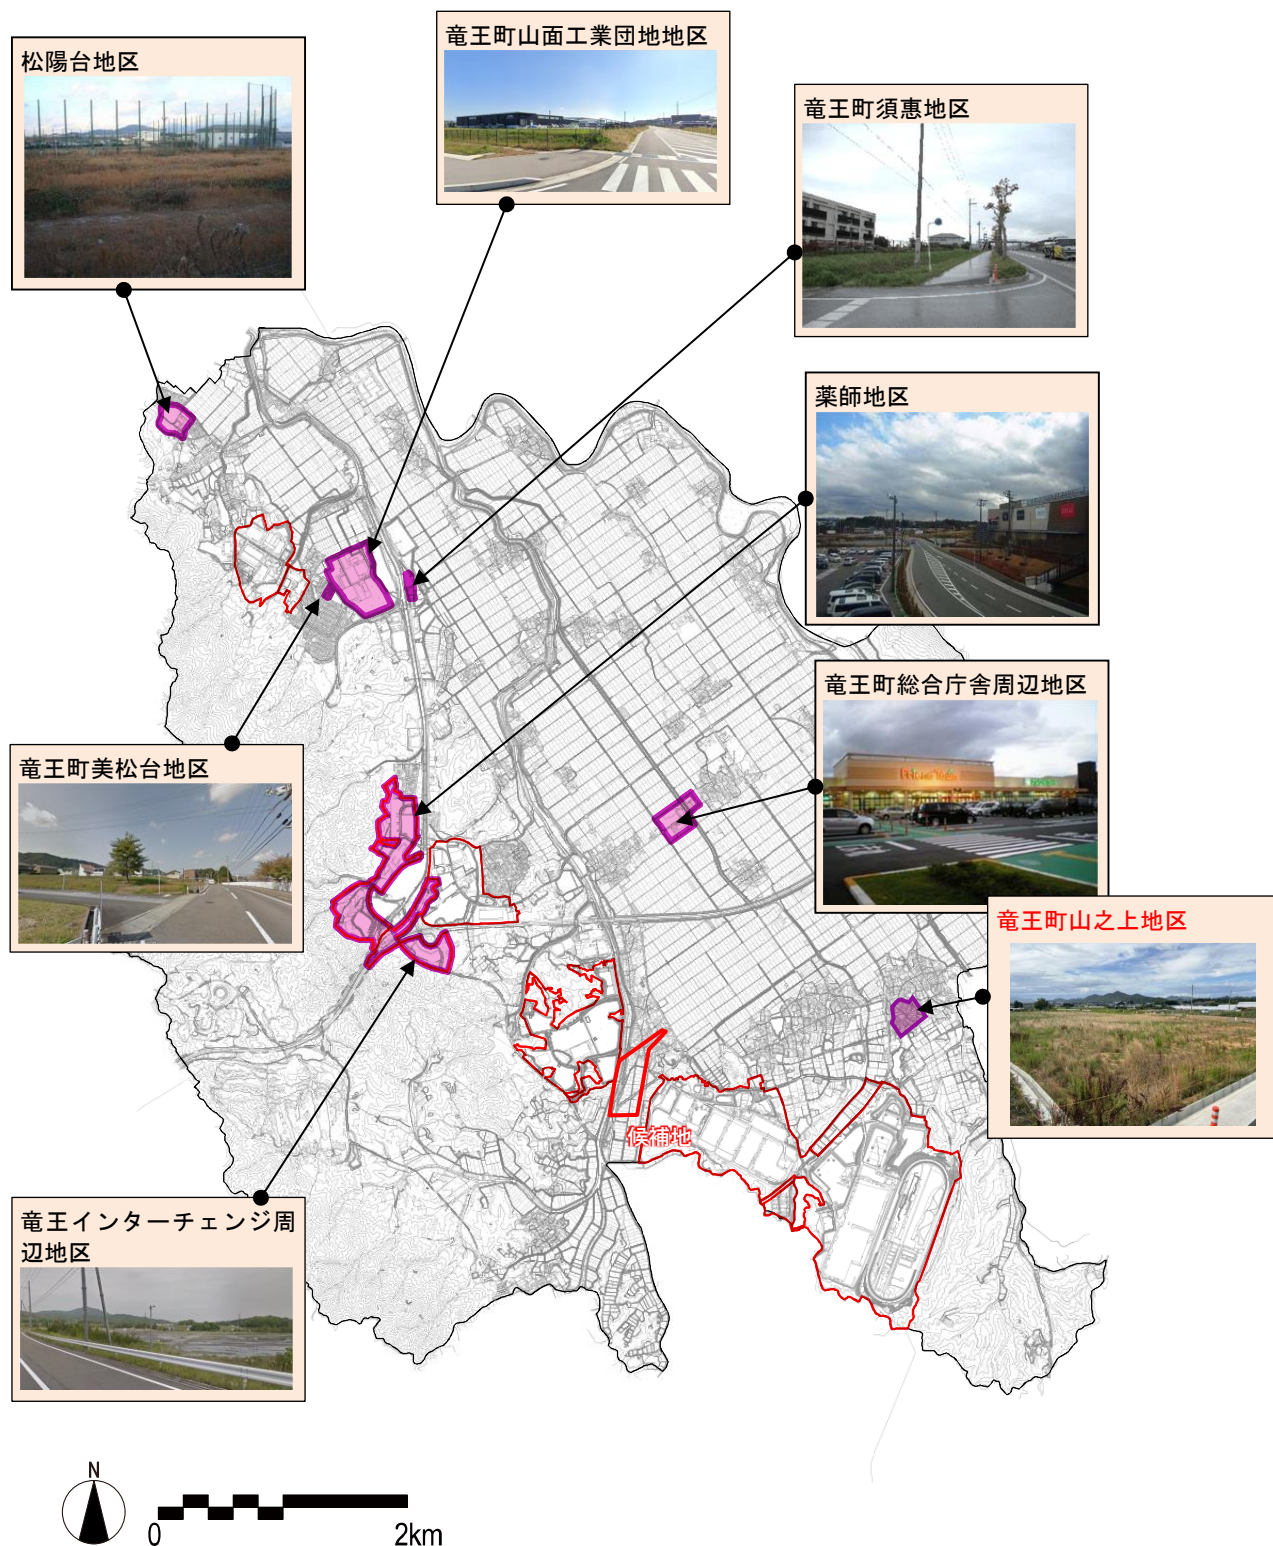 松陽台地区
竜王町山面工業団地地区
竜王町須惠地区
薬師地区
竜王町総合庁舎周辺地区
竜王町美松台地区
竜王町山之上地区
候補地
竜王インターチェンジ周
辺地区
N
0
2km